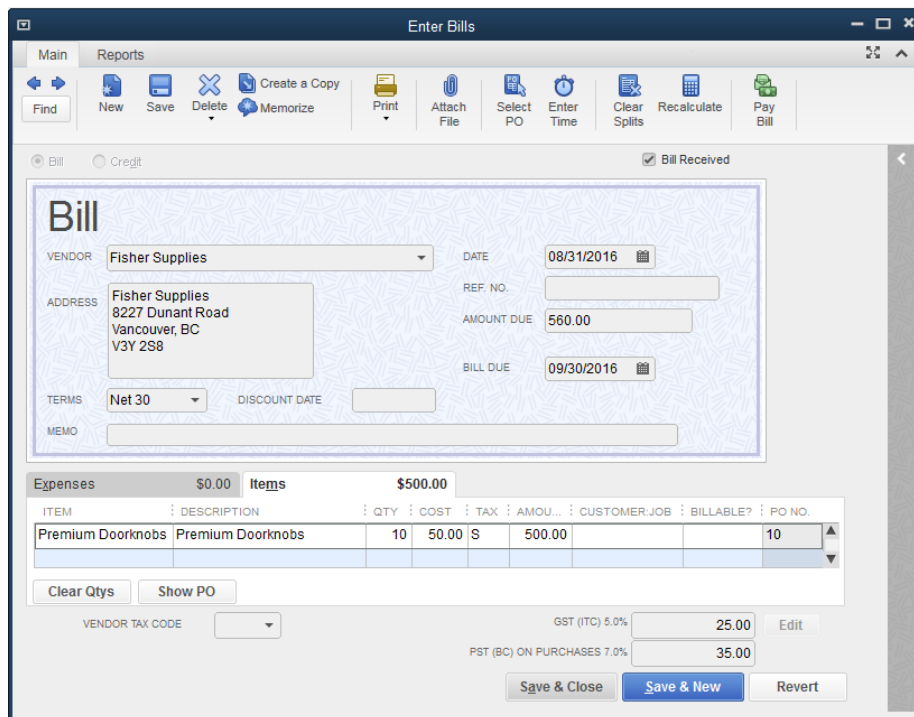 Enter Bills
Main Reports
Find New Save Delete Create a Copy Memorize Print Attach File Select PO Enter Time Clear Splits Recalculate Pay Bill
Bill Credit Bill Received
Bill
VENDOR Fisher Supplies DATE 08/31/2016
ADDRESS Fisher Supplies REF. NO.
8227 Dunant Road
Vancouver, BC AMOUNT DUE 560.00
V3Y 2S8
BILL DUE 09/30/2016
TERMS Net 30 DISCOUNT DATE
MEMO
Expenses $0.00 Items $500.00
ITEM DESCRIPTION QTY COST TAX AMOU... CUSTOMER:JOB BILLABLE? PO NO.
Premium Doorknobs Premium Doorknobs 10 50.00 S 500.00 10
Clear Qtys Show PO
VENDOR TAX CODE GST (ITC) 5.0% 25.00 Edit
PST (BC) ON PURCHASES 7.0% 35.00
Save & Close Save & New Revert